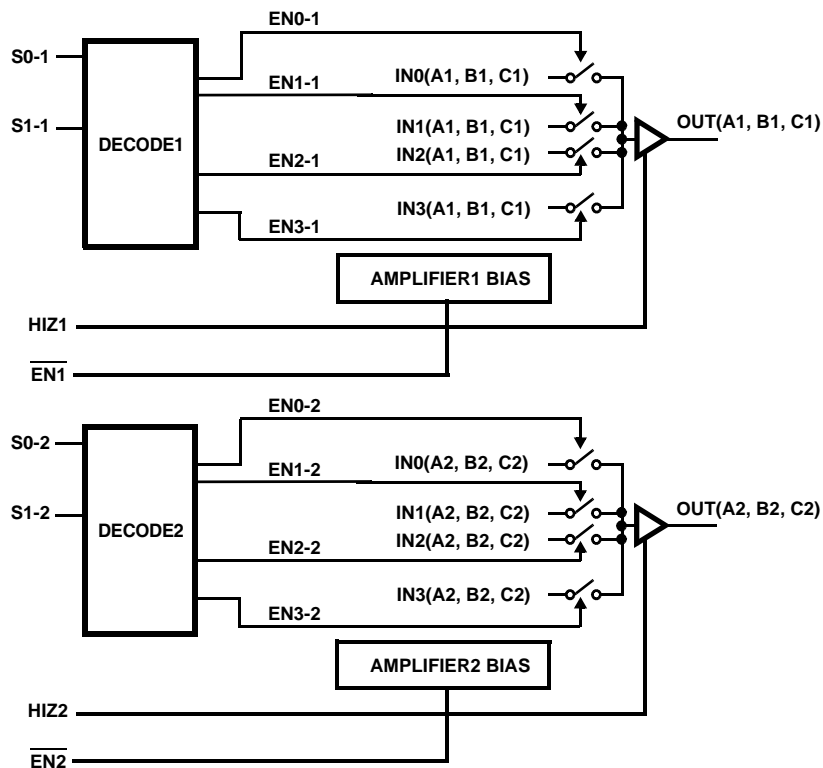 EN0-1
S0-1
IN0(A1, B1, C1)
EN1-1
S1-1
IN1(A1, B1, C1)
OUT(A1, B1, C1)
DECODE1
IN2(A1, B1, C1)
EN2-1
IN3(A1, B1, C1)
EN3-1
AMPLIFIER1 BIAS
HIZ1
EN1
EN0-2
S0-2
IN0(A2, B2, C2)
EN1-2
S1-2
IN1(A2, B2, C2)
OUT(A2, B2, C2)
DECODE2
IN2(A2, B2, C2)
EN2-2
IN3(A2, B2, C2)
EN3-2
AMPLIFIER2 BIAS
HIZ2
EN2